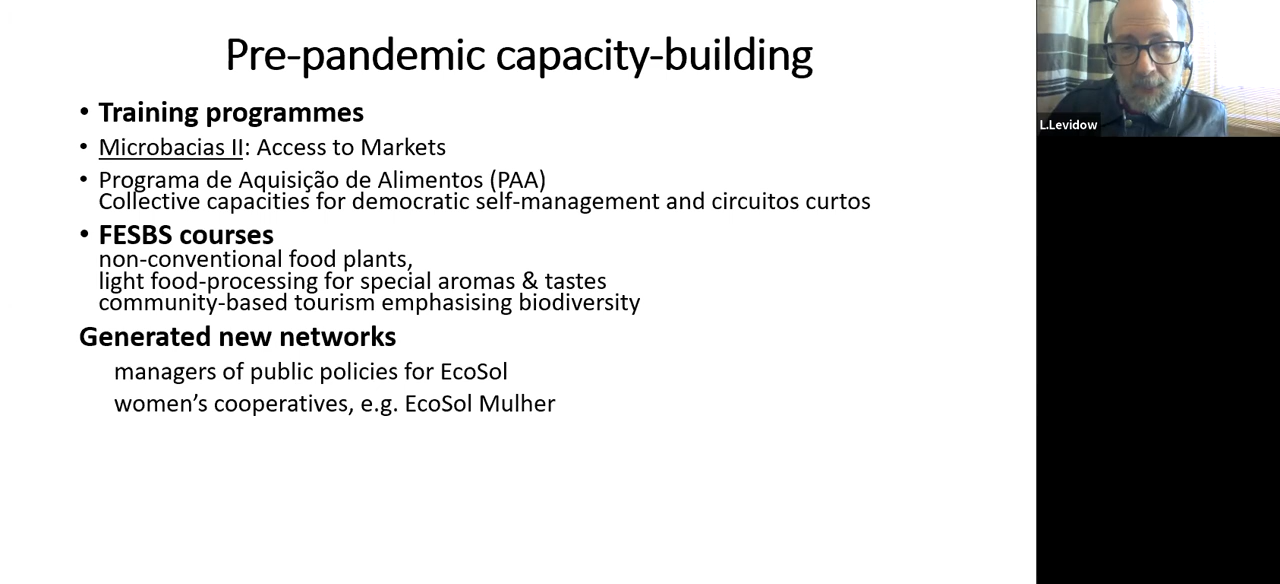 Pre-pandemic capacity-building
• Training programmes
• Microbacias II: Access to Markets
• Programa de Aquisição de Alimentos (PAA)
Collective capacities for democratic self-management and circuitos curtos
• FESBS courses
non-conventional food plants,
light food-processing for special aromas & tastes
community-based tourism emphasising biodiversity
Generated new networks
managers of public policies for EcoSol
women’s cooperatives, e.g. EcoSol Mulher
L.Levidow